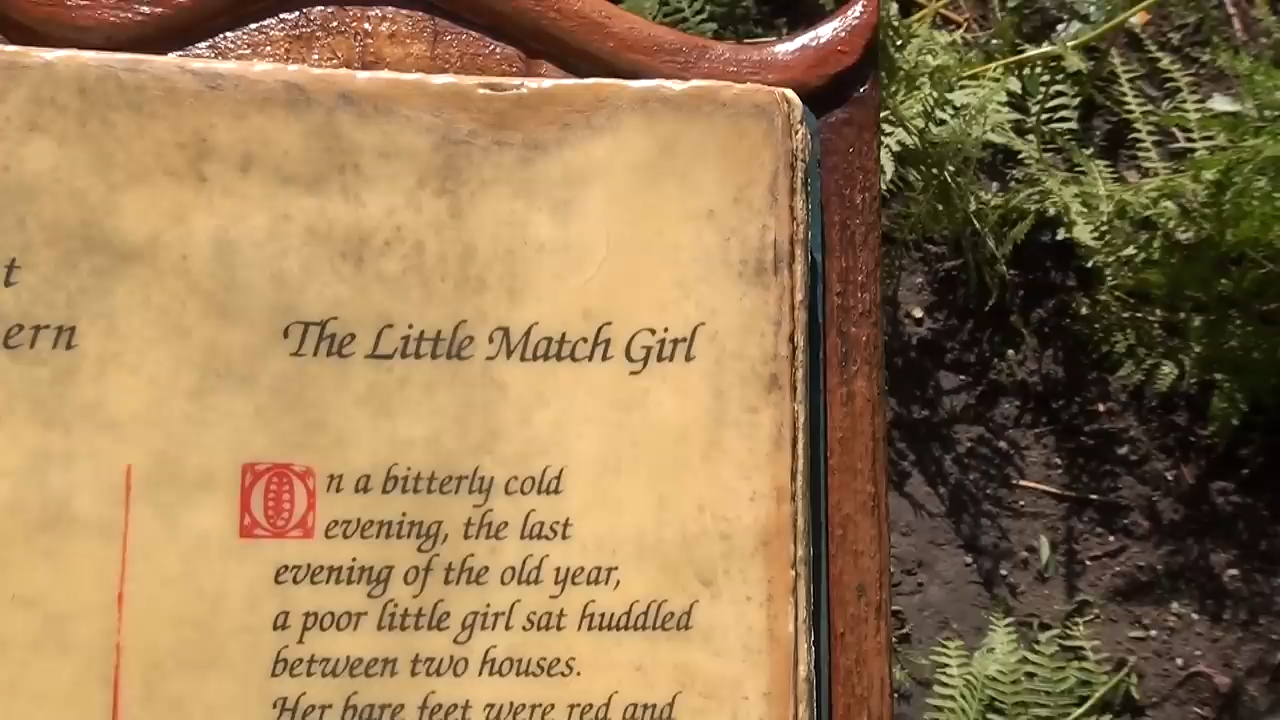 t
ern
The Little Match Girl
On a bitterly cold
evening, the last
evening of the old year,
a poor little girl sat huddled
between two houses.
Her bare feet were red and